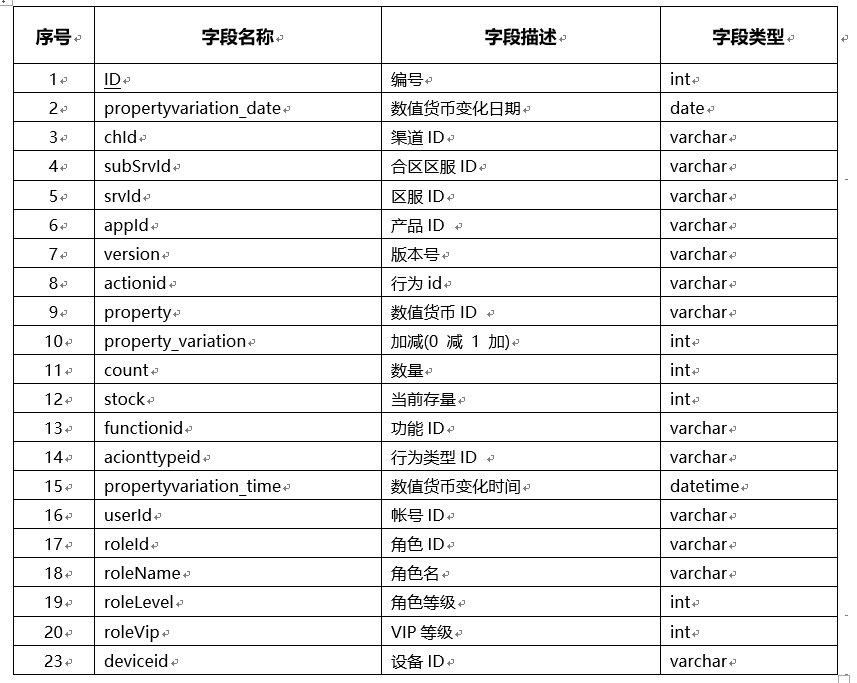 序号 字段名称 字段描述 字段类型
1 ID 编号 int
2 propertyvariation_date 数值货币变化日期 date
3 chId 渠道 ID varchar
4 subSrvId 合区区服 ID varchar
5 srvId 区服 ID varchar
6 appId 产品 ID varchar
7 version 版本号 varchar
8 actionid 行为 id varchar
9 property 数值货币 ID varchar
10 property_variation 加减(0 减 1 加) int
11 count 数量 int
12 stock 当前存量 int
13 functionid 功能 ID varchar
14 acionttypeid 行为类型 ID varchar
15 propertyvariation_time 数值货币变化时间 datetime
16 userId 帐号 ID varchar
17 roleId 角色 ID varchar
18 roleName 角色名 varchar
19 roleLevel 角色等级 int
20 roleVip VIP 等级 int
23 deviceid 设备 ID varchar